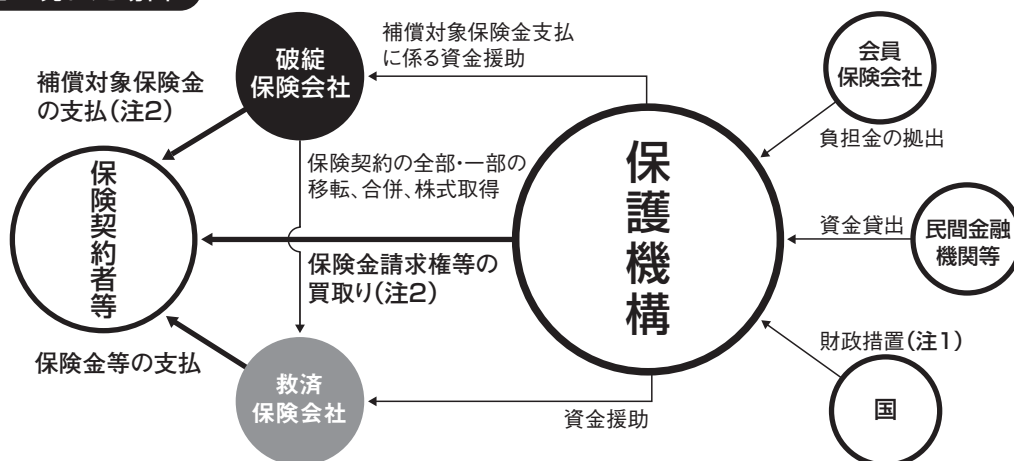 破綻
保険会社
補償対象保険金支払
に係る資金援助
会員
保険会社
補償対象保険金
の支払(注2)
負担金の拠出
保険契約の全部・一部の
移転、合併、株式取得
保険契約者等
保護機構
資金貸出
民間金融
機関等
保険金請求権等の
買取り(注2)
財政措置(注1)
保険金等の支払
救済
保険会社
資金援助
国